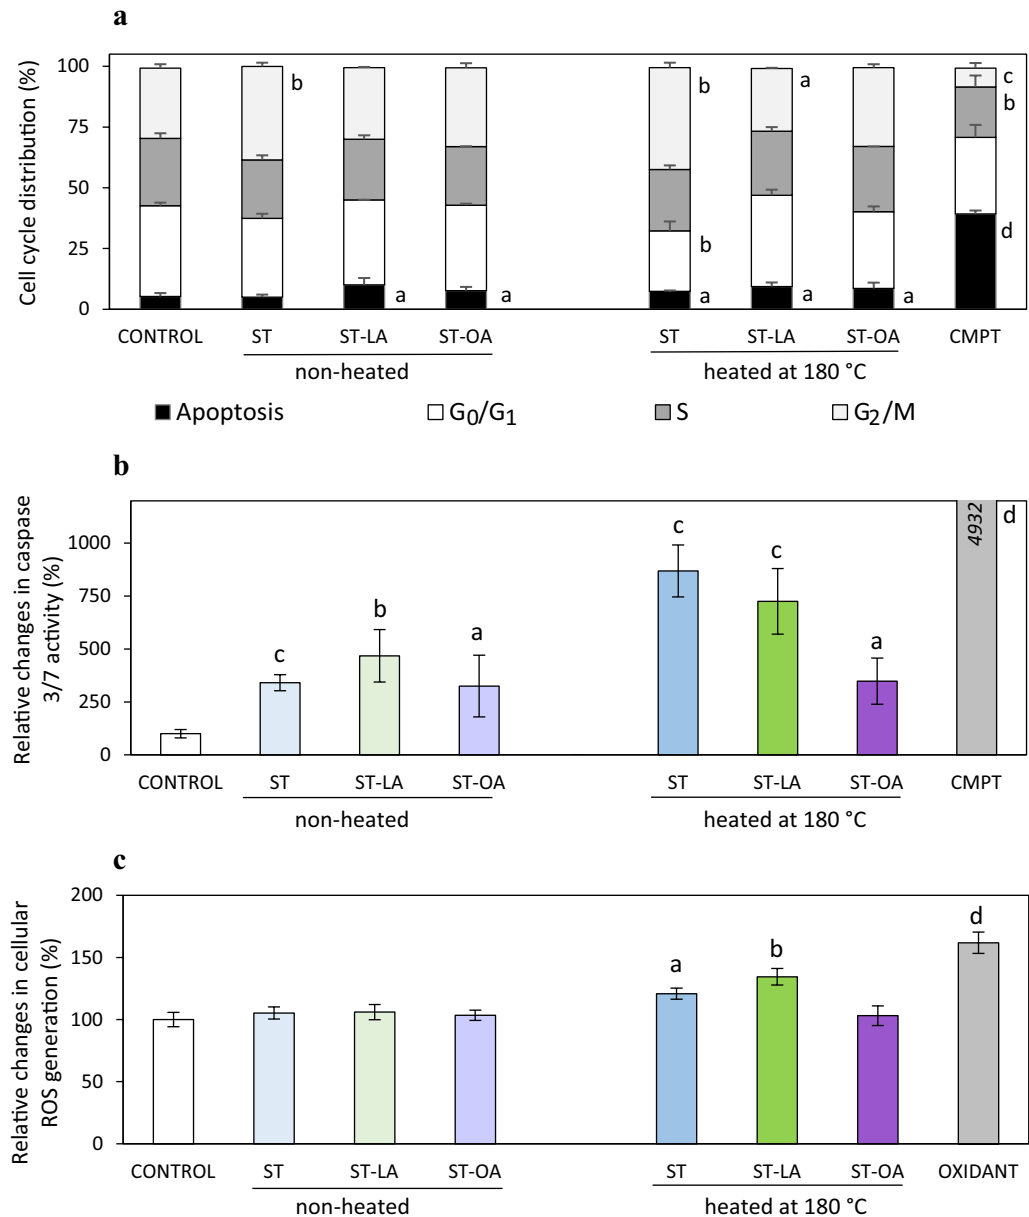 a
Cell cycle distribution (%)
100
75
50
25
0
b
b
a
c
b
b
d
a
a
a
a
a
CONTROL ST ST-LA ST-OA ST ST-LA ST-OA CMPT
non-heated heated at 180 °C
Apoptosis G0/G1 S G2/M
b
Relative changes in caspase
3/7 activity (%)
1000
750
500
250
0
c
b
a
c
c
a
4932
d
CONTROL ST ST-LA ST-OA ST ST-LA ST-OA CMPT
non-heated heated at 180 °C
c
Relative changes in cellular
ROS generation (%)
200
150
100
50
0
a
b
d
CONTROL ST ST-LA ST-OA ST ST-LA ST-OA OXIDANT
non-heated heated at 180 °C